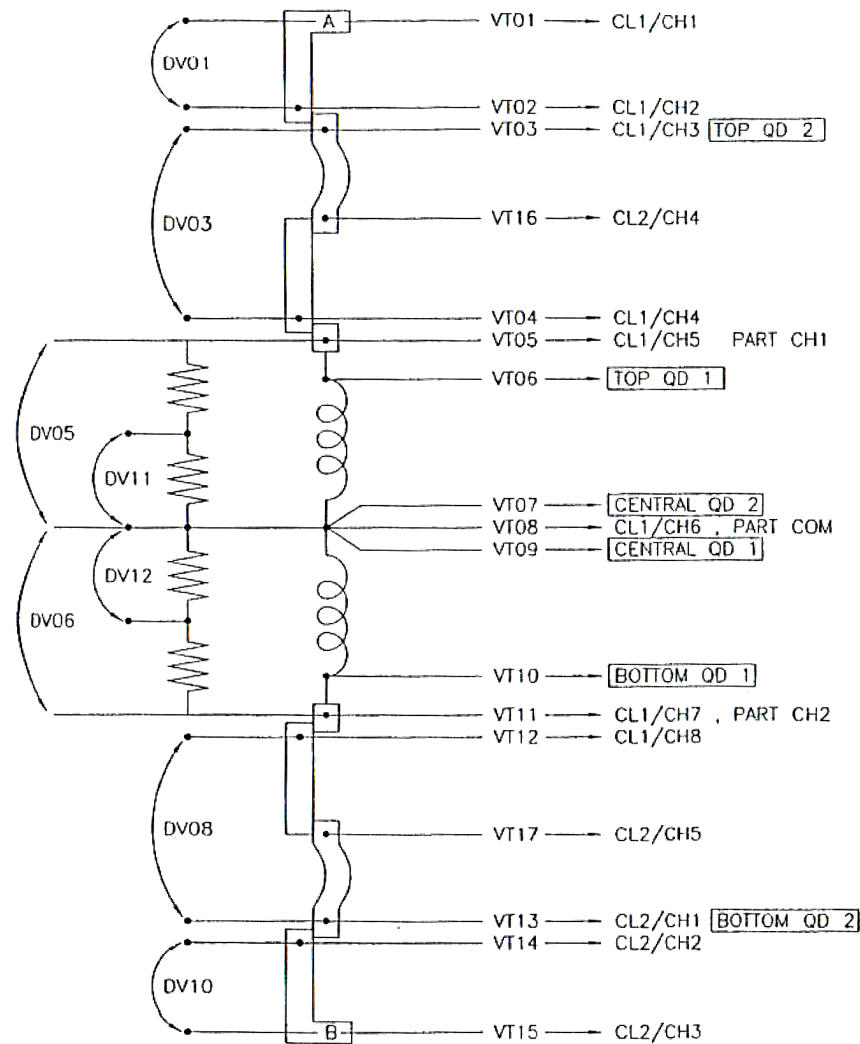 A VT01 CL1/CH1
DV01
VT02 CL1/CH2
VT03 CL1/CH3 TOP QD 2
DV03
VT16 CL2/CH4
VT04 CL1/CH4
VT05 CL1/CH5 PART CH1
VT06 TOP QD 1
DV05
DV11
VT07 CENTRAL QD 2
VT08 CL1/CH6 , PART COM
VT09 CENTRAL QD 1
DV12
DV06
VT10 BOTTOM QD 1
VT11 CL1/CH7 , PART CH2
VT12 CL1/CH8
DV08
VT17 CL2/CH5
VT13 CL2/CH1 BOTTOM QD 2
VT14 CL2/CH2
DV10
B VT15 CL2/CH3